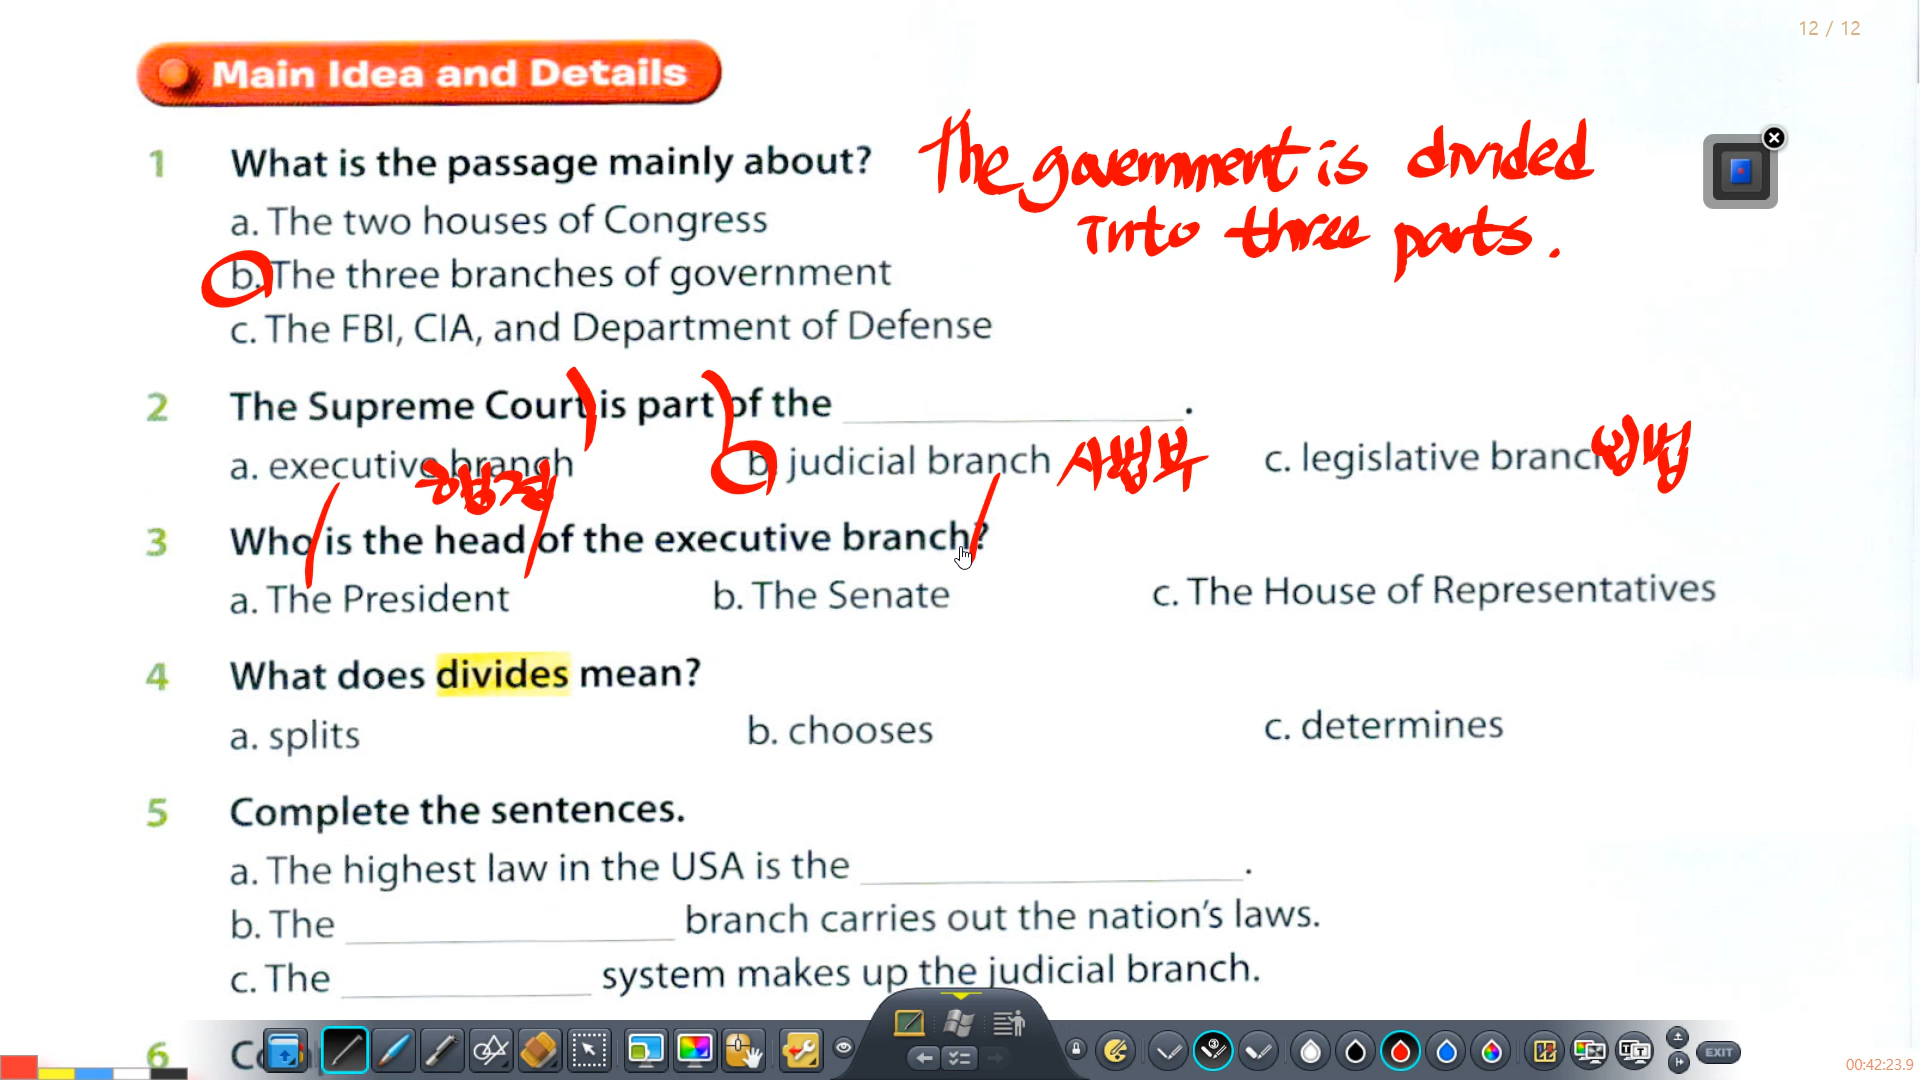 12 / 12
Main Idea and Details
1 What is the passage mainly about?
The government is divided
into three parts.
a. The two houses of Congress
b. The three branches of government
c. The FBI, CIA, and Department of Defense
2 The Supreme Court is part of the ____________.
a. executive branch b. judicial branch 사법부 c. legislative branch 입법
행정
3 Who is the head of the executive branch?
a. The President b. The Senate c. The House of Representatives
4 What does divides mean?
a. splits b. chooses c. determines
5 Complete the sentences.
a. The highest law in the USA is the ____________.
b. The ____________ branch carries out the nation's laws.
c. The ____________ system makes up the judicial branch.
6
EXIT
00:42:23.9